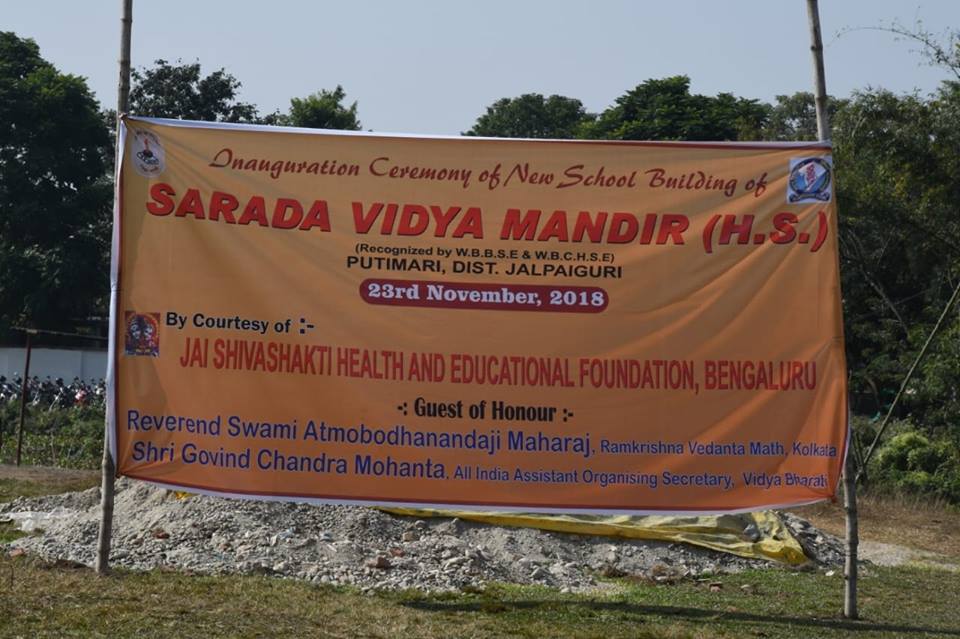 Inauguration Ceremony of New School Building of
SARADA VIDYA MANDIR (H.S.)
(Recognized by W.B.B.S.E & W.B.C.H.S.E)
PUTIMARI, DIST. JALPAIGURI
23rd November, 2018
By Courtesy of :-
JAI SHIVASHAKTI HEALTH AND EDUCATIONAL FOUNDATION, BENGALURU
-: Guest of Honour :-
Reverend Swami Atmobodhanandaji Maharaj, Ramkrishna Vedanta Math, Kolkata
Shri Govind Chandra Mohanta, All India Assistant Organising Secretary, Vidya Bharati